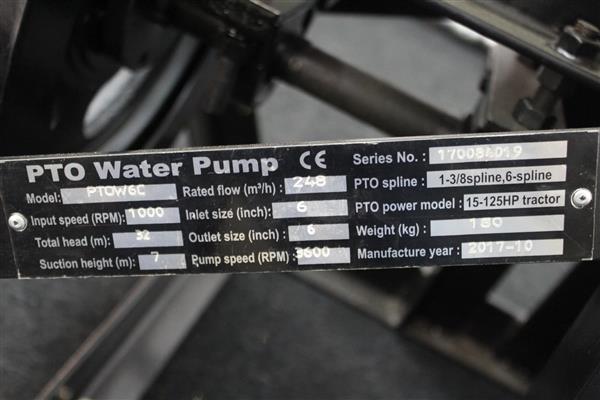 PTO Water Pump CE
Model: PTOW6C
Input speed (RPM): 1000
Total head (m): 32
Suction height (m): 7
Rated flow (m³/h): 248
Inlet size (inch): 6
Outlet size (inch): 6
Pump speed (RPM): 3600
Series No. : 170084019
PTO spline : 1-3/8spline,6-spline
PTO power model : 15-125HP tractor
Weight (kg) : 180
Manufacture year : 2017-10